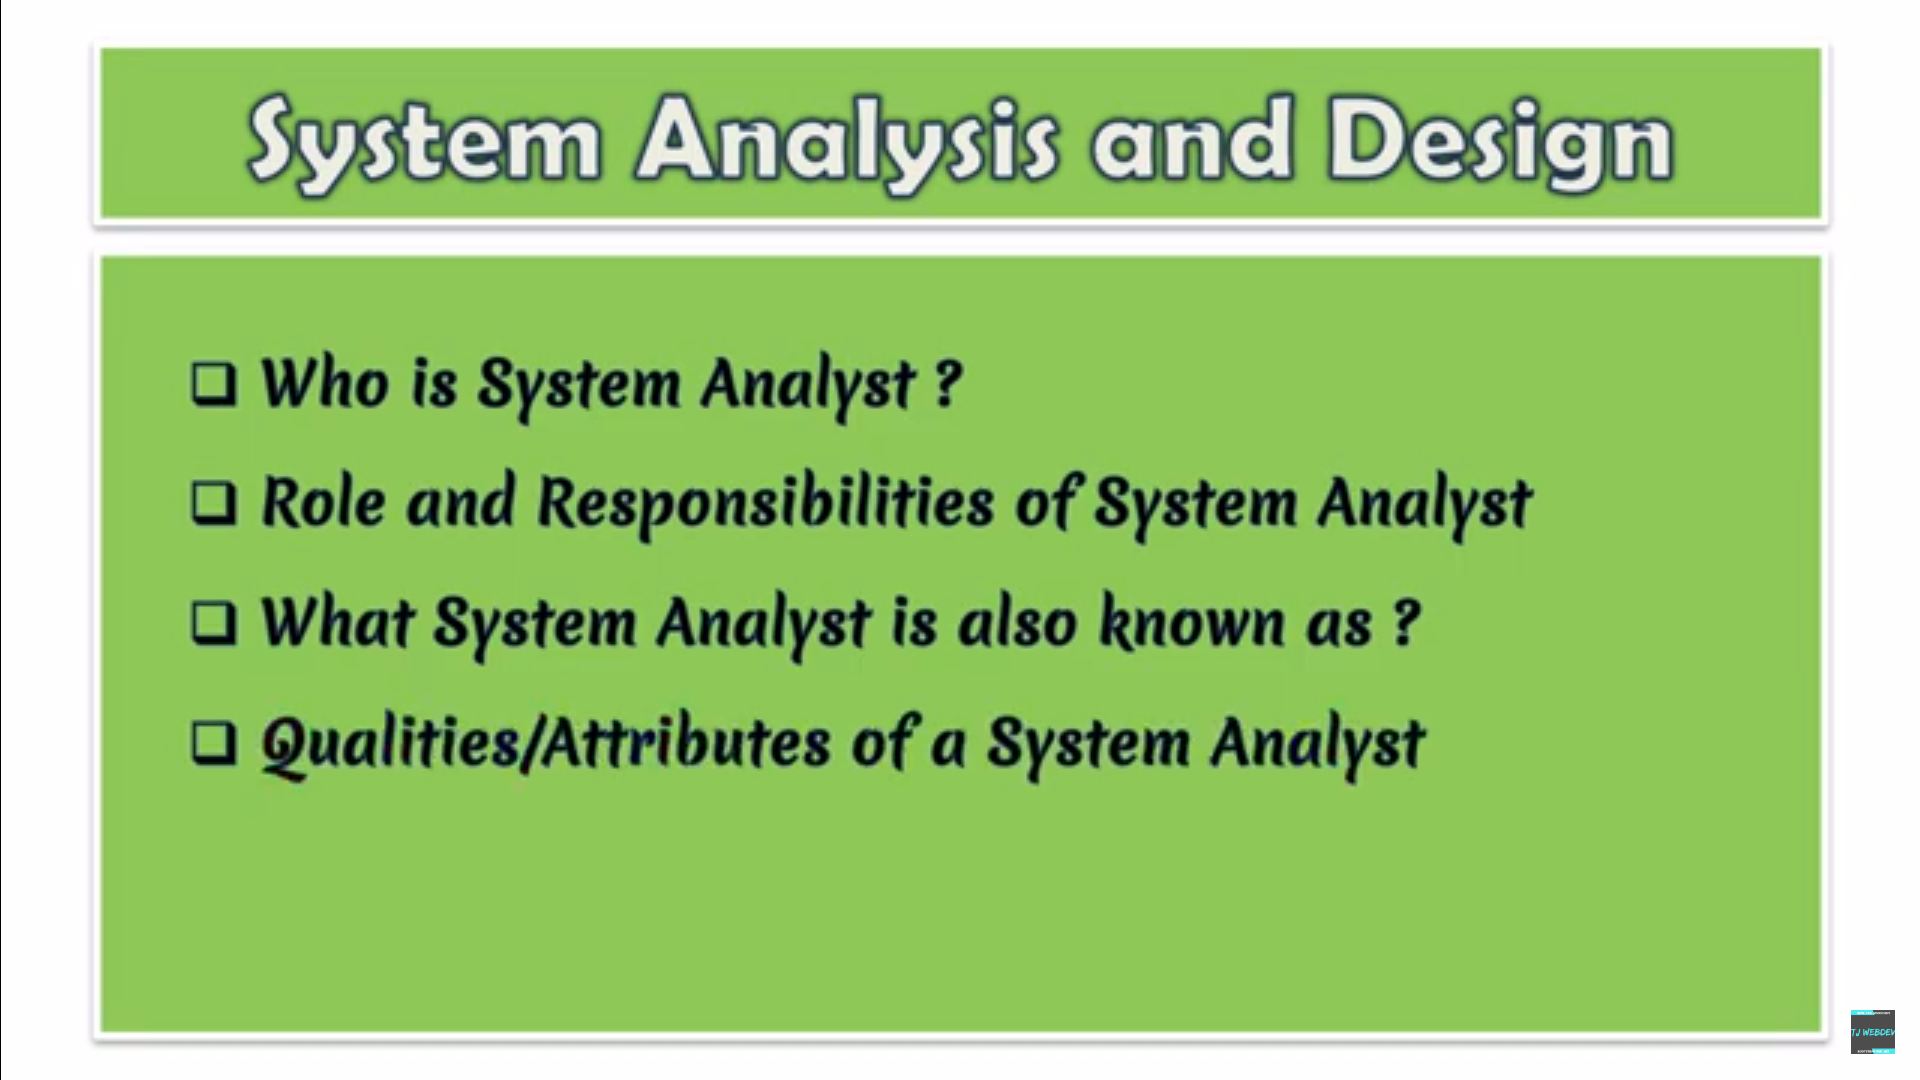 System Analysis and Design
Who is System Analyst ?
Role and Responsibilities of System Analyst
What System Analyst is also known as ?
Qualities/Attributes of a System Analyst
TJ WEBDEV